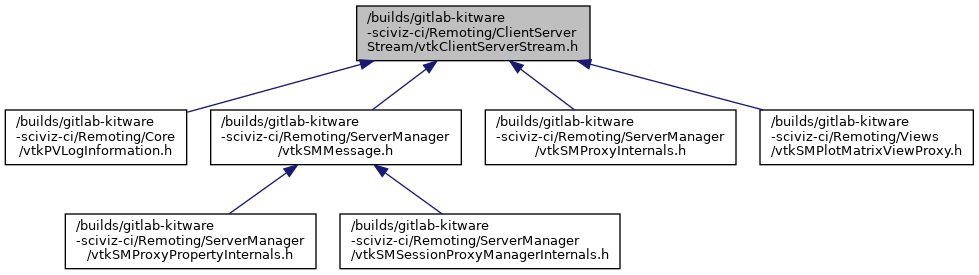 /builds/gitlab-kitware
-sciviz-ci/Remoting/ClientServer
Stream/vtkClientServerStream.h
/builds/gitlab-kitware
-sciviz-ci/Remoting/Core
/vtkPVLogInformation.h
/builds/gitlab-kitware
-sciviz-ci/Remoting/ServerManager
/vtkSMMessage.h
/builds/gitlab-kitware
-sciviz-ci/Remoting/ServerManager
/vtkSMProxyInternals.h
/builds/gitlab-kitware
-sciviz-ci/Remoting/Views
/vtkSMPlotMatrixViewProxy.h
/builds/gitlab-kitware
-sciviz-ci/Remoting/ServerManager
/vtkSMProxyPropertyInternals.h
/builds/gitlab-kitware
-sciviz-ci/Remoting/ServerManager
/vtkSMSessionProxyManagerInternals.h